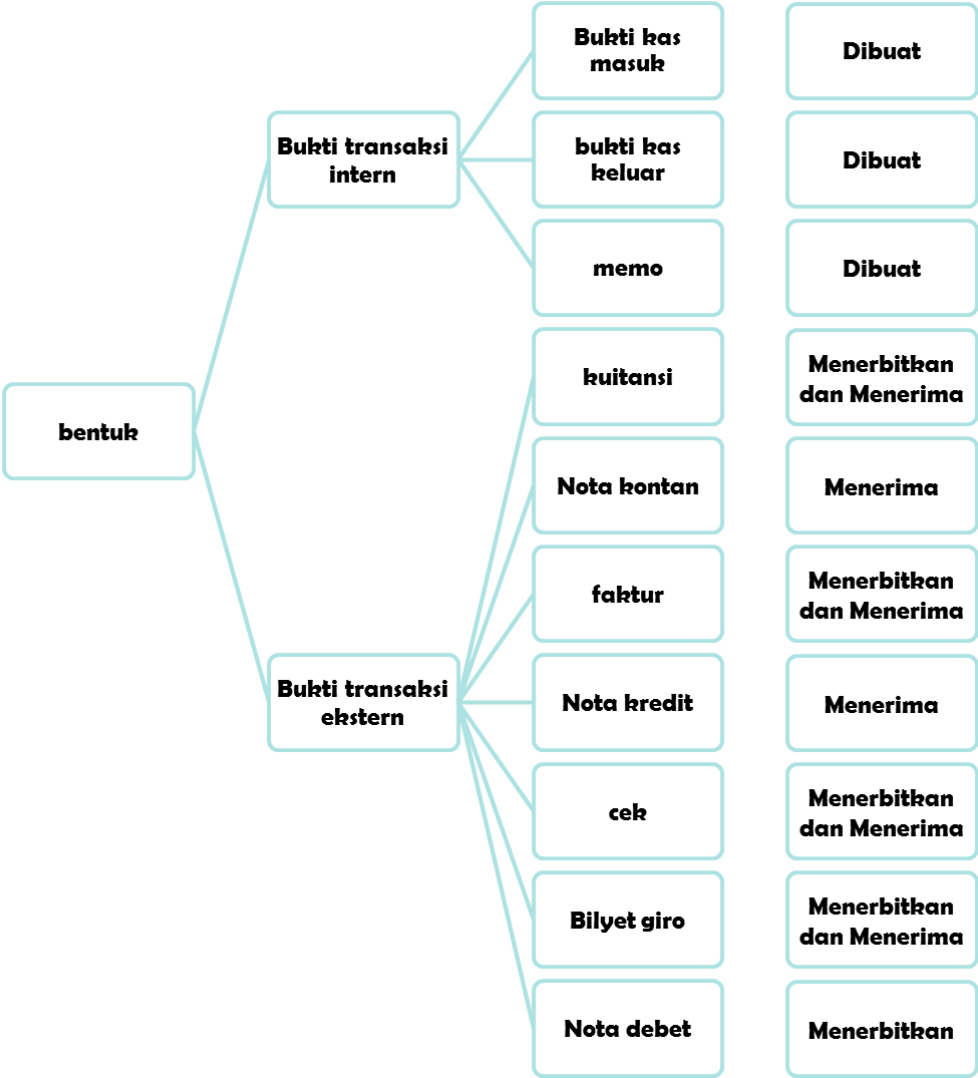 Bukti kas
masuk
Dibuat
Bukti transaksi
intern
bukti kas
keluar
Dibuat
memo
Dibuat
kuitansi
Menerbitkan
dan Menerima
bentuk
Nota kontan
Menerima
faktur
Menerbitkan
dan Menerima
Bukti transaksi
ekstern
Nota kredit
Menerima
cek
Menerbitkan
dan Menerima
Bilyet giro
Menerbitkan
dan Menerima
Nota debet
Menerbitkan